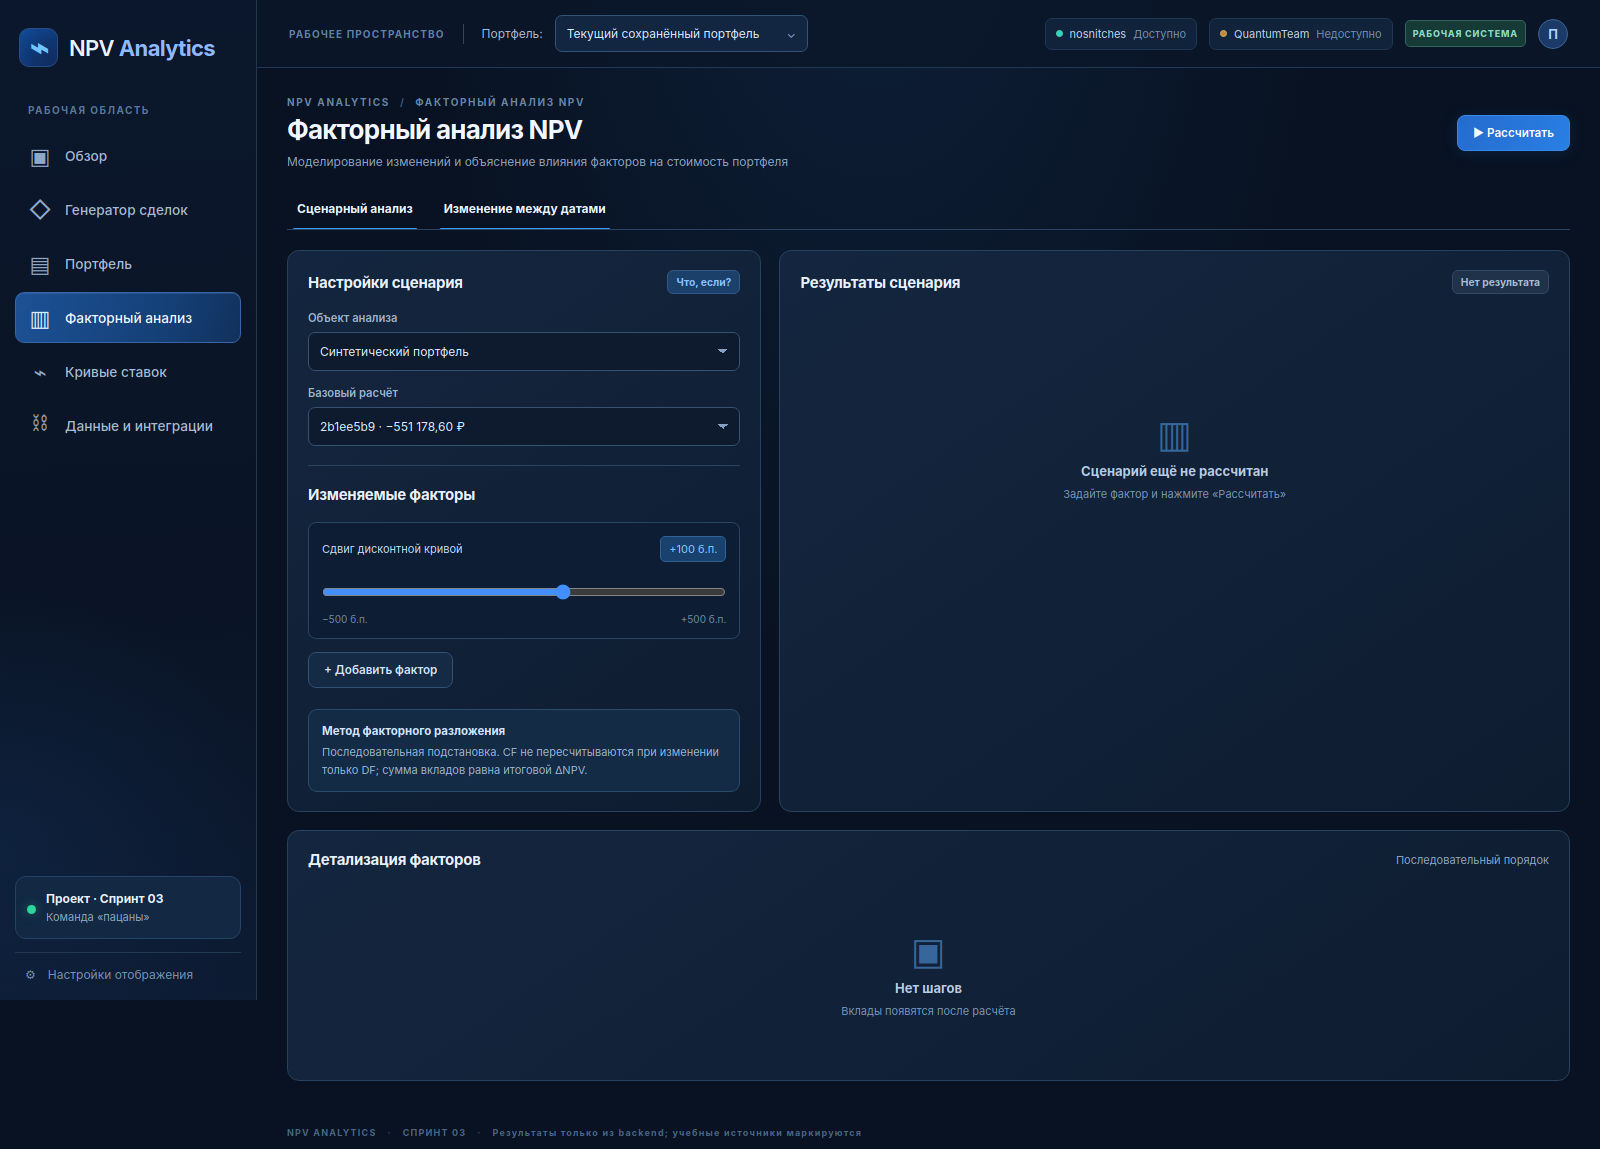 NPV Analytics
РАБОЧАЯ ОБЛАСТЬ
Обзор
Генератор сделок
Портфель
Факторный анализ
Кривые ставок
Данные и интеграции
Проект · Спринт 03
Команда «пацаны»
Настройки отображения
РАБОЧЕЕ ПРОСТРАНСТВО
Портфель:
Текущий сохранённый портфель
nosnitches Доступно
QuantumTeam Недоступно
РАБОЧАЯ СИСТЕМА
П
NPV ANALYTICS / ФАКТОРНЫЙ АНАЛИЗ NPV
Факторный анализ NPV
Моделирование изменений и объяснение влияния факторов на стоимость портфеля
▶ Рассчитать
Сценарный анализ
Изменение между датами
Настройки сценария
Что, если?
Объект анализа
Синтетический портфель
Базовый расчёт
2b1ee5b9 · −551 178,60 ₽
Изменяемые факторы
Сдвиг дисконтной кривой
+100 б.п.
−500 б.п.
+500 б.п.
+ Добавить фактор
Метод факторного разложения
Последовательная подстановка. CF не пересчитываются при изменении
только DF; сумма вкладов равна итоговой ΔNPV.
Результаты сценария
Нет результата
Сценарий ещё не рассчитан
Задайте фактор и нажмите «Рассчитать»
Детализация факторов
Последовательный порядок
Нет шагов
Вклады появятся после расчёта
NPV ANALYTICS · СПРИНТ 03 · Результаты только из backend; учебные источники маркируются